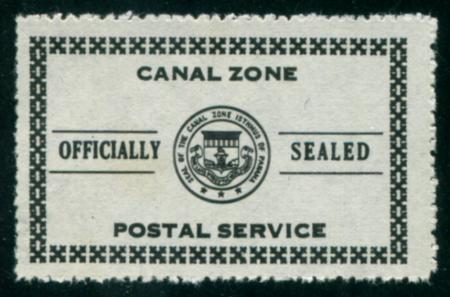 CANAL ZONE
OFFICIALLY SEALED
SEAL OF THE CANAL ZONE ISTHMUS OF PANAMA
POSTAL SERVICE